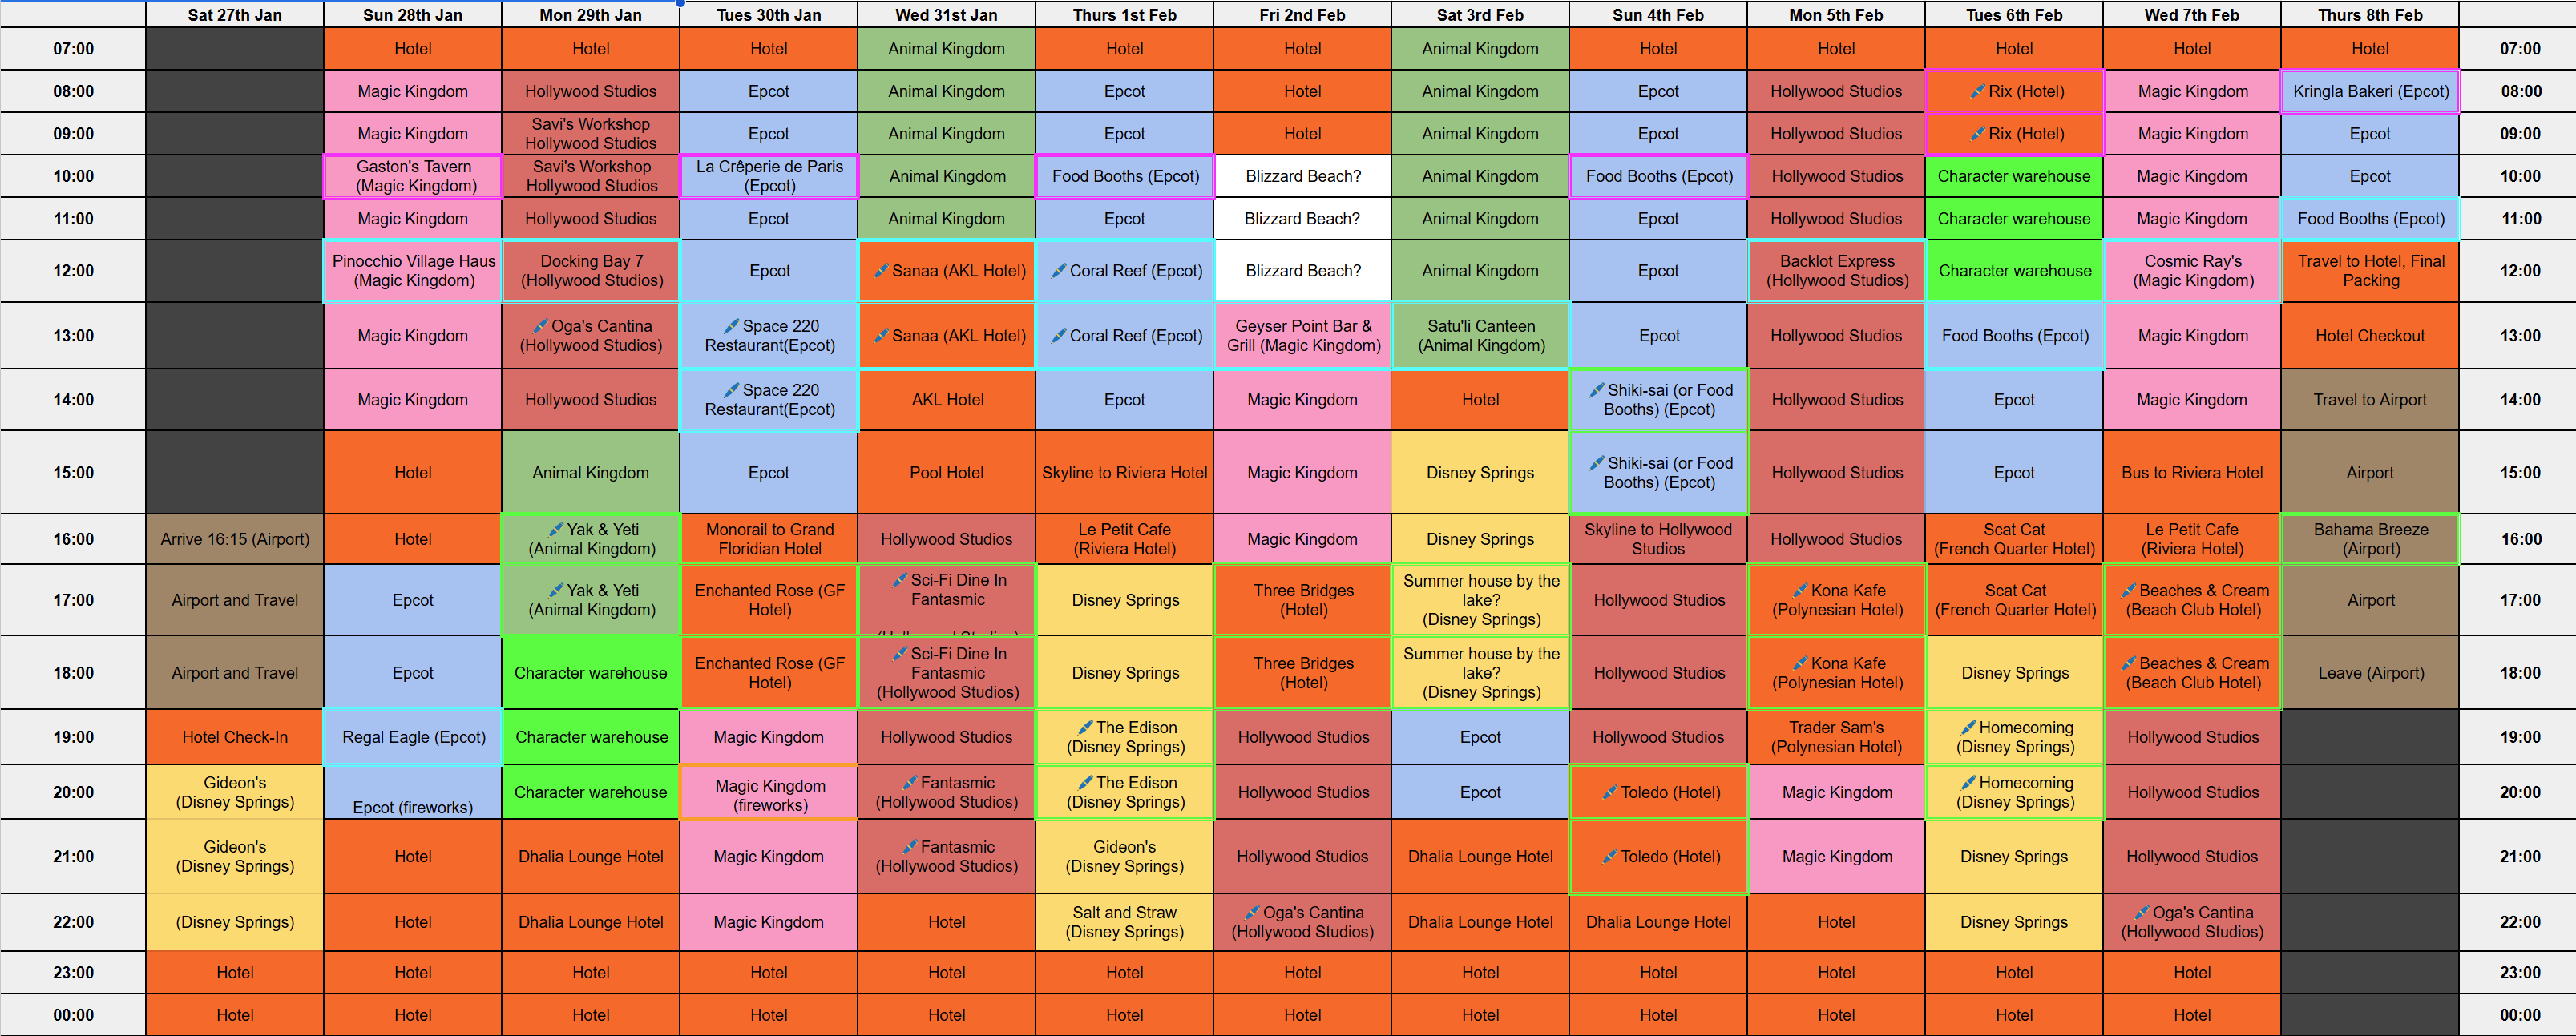 Sat 27th Jan Sun 28th Jan Mon 29th Jan Tues 30th Jan Wed 31st Jan Thurs 1st Feb Fri 2nd Feb Sat 3rd Feb Sun 4th Feb Mon 5th Feb Tues 6th Feb Wed 7th Feb Thurs 8th Feb
07:00 Hotel Hotel Hotel Animal Kingdom Hotel Hotel Animal Kingdom Hotel Hotel Hotel Hotel Hotel 07:00
08:00 Magic Kingdom Hollywood Studios Epcot Animal Kingdom Epcot Hotel Animal Kingdom Epcot Hollywood Studios Rix (Hotel) Magic Kingdom Kringla Bakeri (Epcot) 08:00
09:00 Magic Kingdom Savi's Workshop Hollywood Studios Epcot Animal Kingdom Epcot Hotel Animal Kingdom Epcot Hollywood Studios Rix (Hotel) Magic Kingdom Epcot 09:00
10:00 Gaston's Tavern (Magic Kingdom) Savi's Workshop Hollywood Studios La Crêperie de Paris (Epcot) Animal Kingdom Food Booths (Epcot) Blizzard Beach? Animal Kingdom Food Booths (Epcot) Hollywood Studios Character warehouse Magic Kingdom Epcot 10:00
11:00 Magic Kingdom Hollywood Studios Epcot Animal Kingdom Epcot Blizzard Beach? Animal Kingdom Epcot Hollywood Studios Character warehouse Magic Kingdom Food Booths (Epcot) 11:00
12:00 Pinocchio Village Haus (Magic Kingdom) Docking Bay 7 (Hollywood Studios) Epcot Sanaa (AKL Hotel) Coral Reef (Epcot) Blizzard Beach? Animal Kingdom Epcot Backlot Express (Hollywood Studios) Character warehouse Cosmic Ray's (Magic Kingdom) Travel to Hotel, Final Packing 12:00
13:00 Magic Kingdom Oga's Cantina (Hollywood Studios) Space 220 Restaurant(Epcot) Sanaa (AKL Hotel) Coral Reef (Epcot) Geyser Point Bar & Grill (Magic Kingdom) Satu'li Canteen (Animal Kingdom) Epcot Hollywood Studios Food Booths (Epcot) Magic Kingdom Hotel Checkout 13:00
14:00 Magic Kingdom Hollywood Studios Space 220 Restaurant(Epcot) AKL Hotel Epcot Magic Kingdom Hotel Shiki-sai (or Food Booths) (Epcot) Hollywood Studios Epcot Magic Kingdom Travel to Airport 14:00
15:00 Hotel Animal Kingdom Epcot Pool Hotel Skyline to Riviera Hotel Magic Kingdom Disney Springs Shiki-sai (or Food Booths) (Epcot) Hollywood Studios Epcot Bus to Riviera Hotel Airport 15:00
16:00 Arrive 16:15 (Airport) Hotel Yak & Yeti (Animal Kingdom) Monorail to Grand Floridian Hotel Hollywood Studios Le Petit Cafe (Riviera Hotel) Magic Kingdom Disney Springs Skyline to Hollywood Studios Hollywood Studios Scat Cat (French Quarter Hotel) Le Petit Cafe (Riviera Hotel) Bahama Breeze (Airport) 16:00
17:00 Airport and Travel Epcot Yak & Yeti (Animal Kingdom) Enchanted Rose (GF Hotel) Sci-Fi Dine In Fantasmic Disney Springs Three Bridges (Hotel) Summer house by the lake? (Disney Springs) Hollywood Studios Kona Kafe (Polynesian Hotel) Scat Cat (French Quarter Hotel) Beaches & Cream (Beach Club Hotel) Airport 17:00
18:00 Airport and Travel Epcot Character warehouse Enchanted Rose (GF Hotel) Sci-Fi Dine In Fantasmic (Hollywood Studios) Disney Springs Three Bridges (Hotel) Summer house by the lake? (Disney Springs) Hollywood Studios Kona Kafe (Polynesian Hotel) Disney Springs Beaches & Cream (Beach Club Hotel) Leave (Airport) 18:00
19:00 Hotel Check-In Regal Eagle (Epcot) Character warehouse Magic Kingdom Hollywood Studios The Edison (Disney Springs) Hollywood Studios Epcot Hollywood Studios Trader Sam's (Polynesian Hotel) Homecoming (Disney Springs) Hollywood Studios 19:00
20:00 Gideon's (Disney Springs) Epcot (fireworks) Character warehouse Magic Kingdom (fireworks) Fantasmic (Hollywood Studios) The Edison (Disney Springs) Hollywood Studios Epcot Toledo (Hotel) Magic Kingdom Homecoming (Disney Springs) Hollywood Studios 20:00
21:00 Gideon's (Disney Springs) Hotel Dhalia Lounge Hotel Magic Kingdom Fantasmic (Hollywood Studios) Gideon's (Disney Springs) Hollywood Studios Dhalia Lounge Hotel Toledo (Hotel) Magic Kingdom Disney Springs Hollywood Studios 21:00
22:00 (Disney Springs) Hotel Dhalia Lounge Hotel Magic Kingdom Hotel Salt and Straw (Disney Springs) Oga's Cantina (Hollywood Studios) Dhalia Lounge Hotel Dhalia Lounge Hotel Hotel Disney Springs Oga's Cantina (Hollywood Studios) 22:00
23:00 Hotel Hotel Hotel Hotel Hotel Hotel Hotel Hotel Hotel Hotel Hotel Hotel 23:00
00:00 Hotel Hotel Hotel Hotel Hotel Hotel Hotel Hotel Hotel Hotel Hotel Hotel 00:00